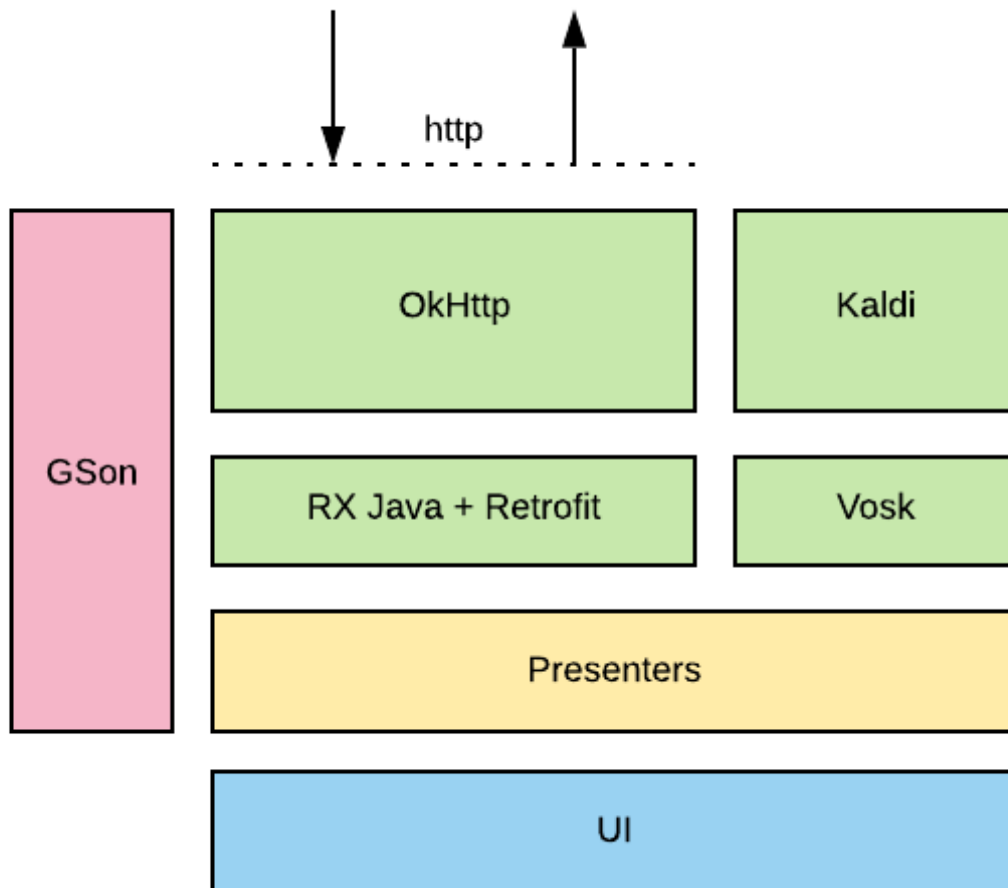 http
OkHttp
Kaldi
GSon
RX Java + Retrofit
Vosk
Presenters
UI